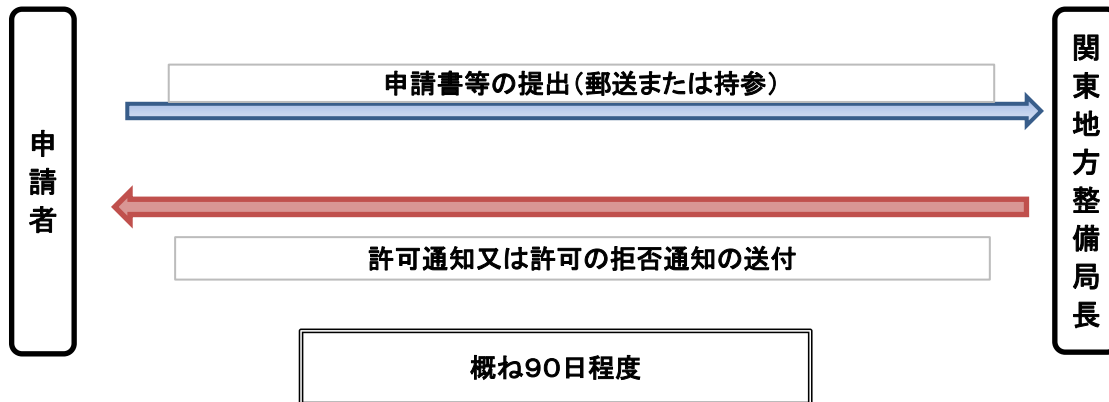 申請者
申請書等の提出（郵送または持参）
関東地方整備局長
許可通知又は許可の拒否通知の送付
概ね９０日程度